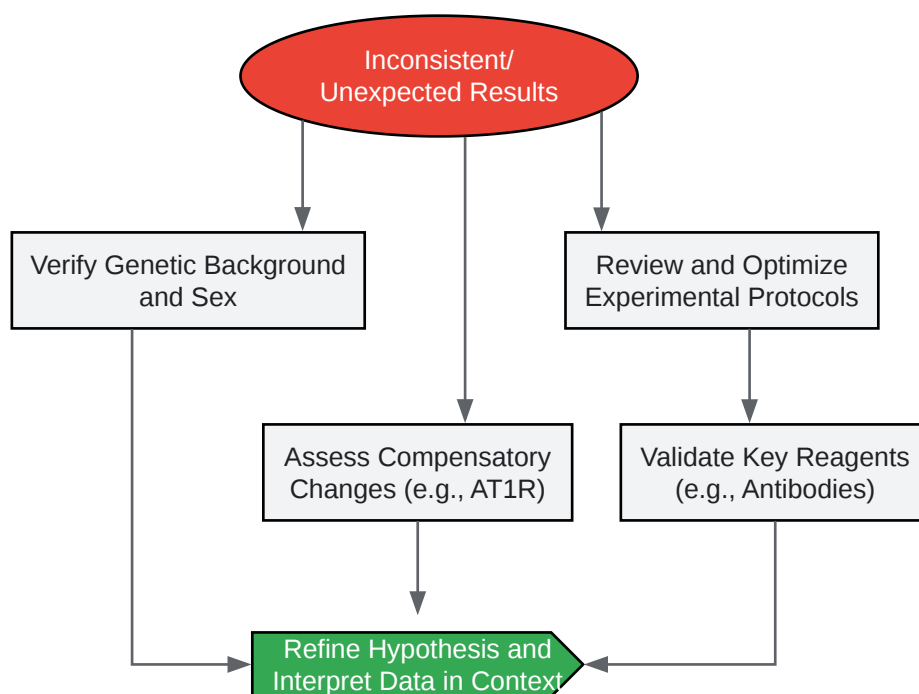 Inconsistent/
Unexpected Results
Verify Genetic Background
and Sex
Review and Optimize
Experimental Protocols
Assess Compensatory
Changes (e.g., AT1R)
Validate Key Reagents
(e.g., Antibodies)
Refine Hypothesis and
Interpret Data in Context